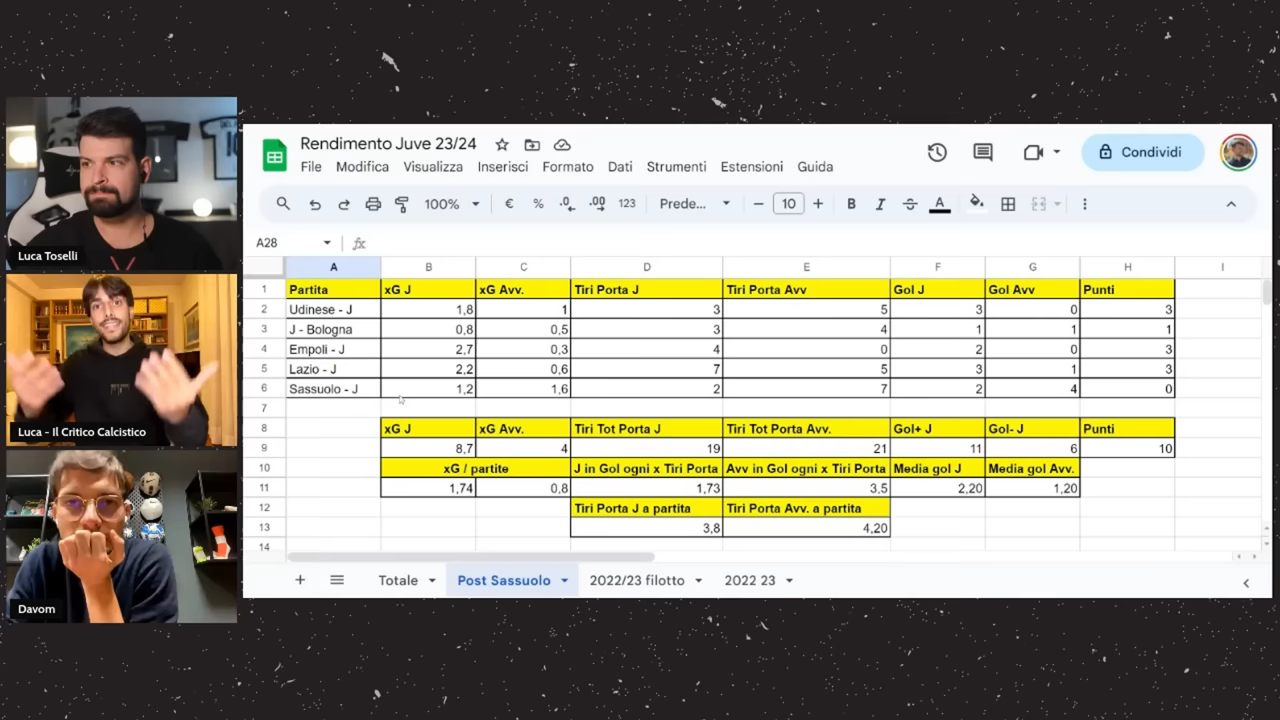 Luca Toselli
Luca - Il Critico Calcistico
Davom
Rendimento Juve 23/24
File Modifica Visualizza Inserisci Formato Dati Strumenti Estensioni Guida
Condividi
100% € % .0 .00 123 Prede... 10 B I A
A28 fx
A B C D E F G H I
1 Partita xG J xG Avv. Tiri Porta J Tiri Porta Avv Gol J Gol Avv Punti
2 Udinese - J 1,8 1 3 5 3 0 3
3 J - Bologna 0,8 0,5 3 4 1 1 1
4 Empoli - J 2,7 0,3 4 0 2 0 3
5 Lazio - J 2,2 0,6 7 5 3 1 3
6 Sassuolo - J 1,2 1,6 2 7 2 4 0
7
8 xG J xG Avv. Tiri Tot Porta J Tiri Tot Porta Avv. Gol+ J Gol- J Punti
9 8,7 4 19 21 11 6 10
10 xG / partite J in Gol ogni x Tiri Porta Avv in Gol ogni x Tiri Porta Media gol J Media gol Avv.
11 1,74 0,8 1,73 3,5 2,20 1,20
12 Tiri Porta J a partita Tiri Porta Avv. a partita
13 3,8 4,20
14
Totale Post Sassuolo 2022/23 filotto 2022 23